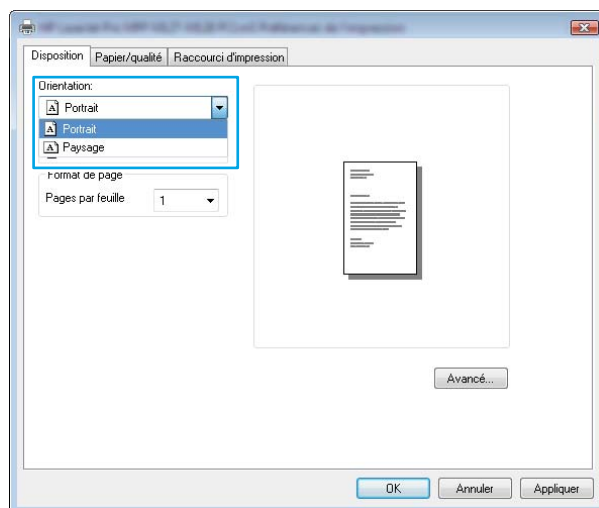 Disposition Papier/qualité Raccourci d'impression
Orientation:
Portrait
Portrait
Paysage
Format de page
Pages par feuille 1
Avancé...
OK Annuler Appliquer